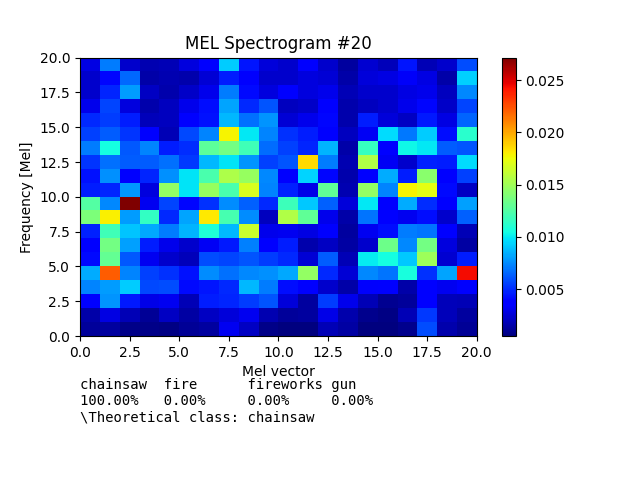 MEL Spectrogram #20
20.0
17.5
15.0
12.5
10.0
7.5
5.0
2.5
0.0
Frequency [Mel]
0.0 2.5 5.0 7.5 10.0 12.5 15.0 17.5 20.0
Mel vector
0.025
0.020
0.015
0.010
0.005
chainsaw fire fireworks gun
100.00% 0.00% 0.00% 0.00%
\Theoretical class: chainsaw